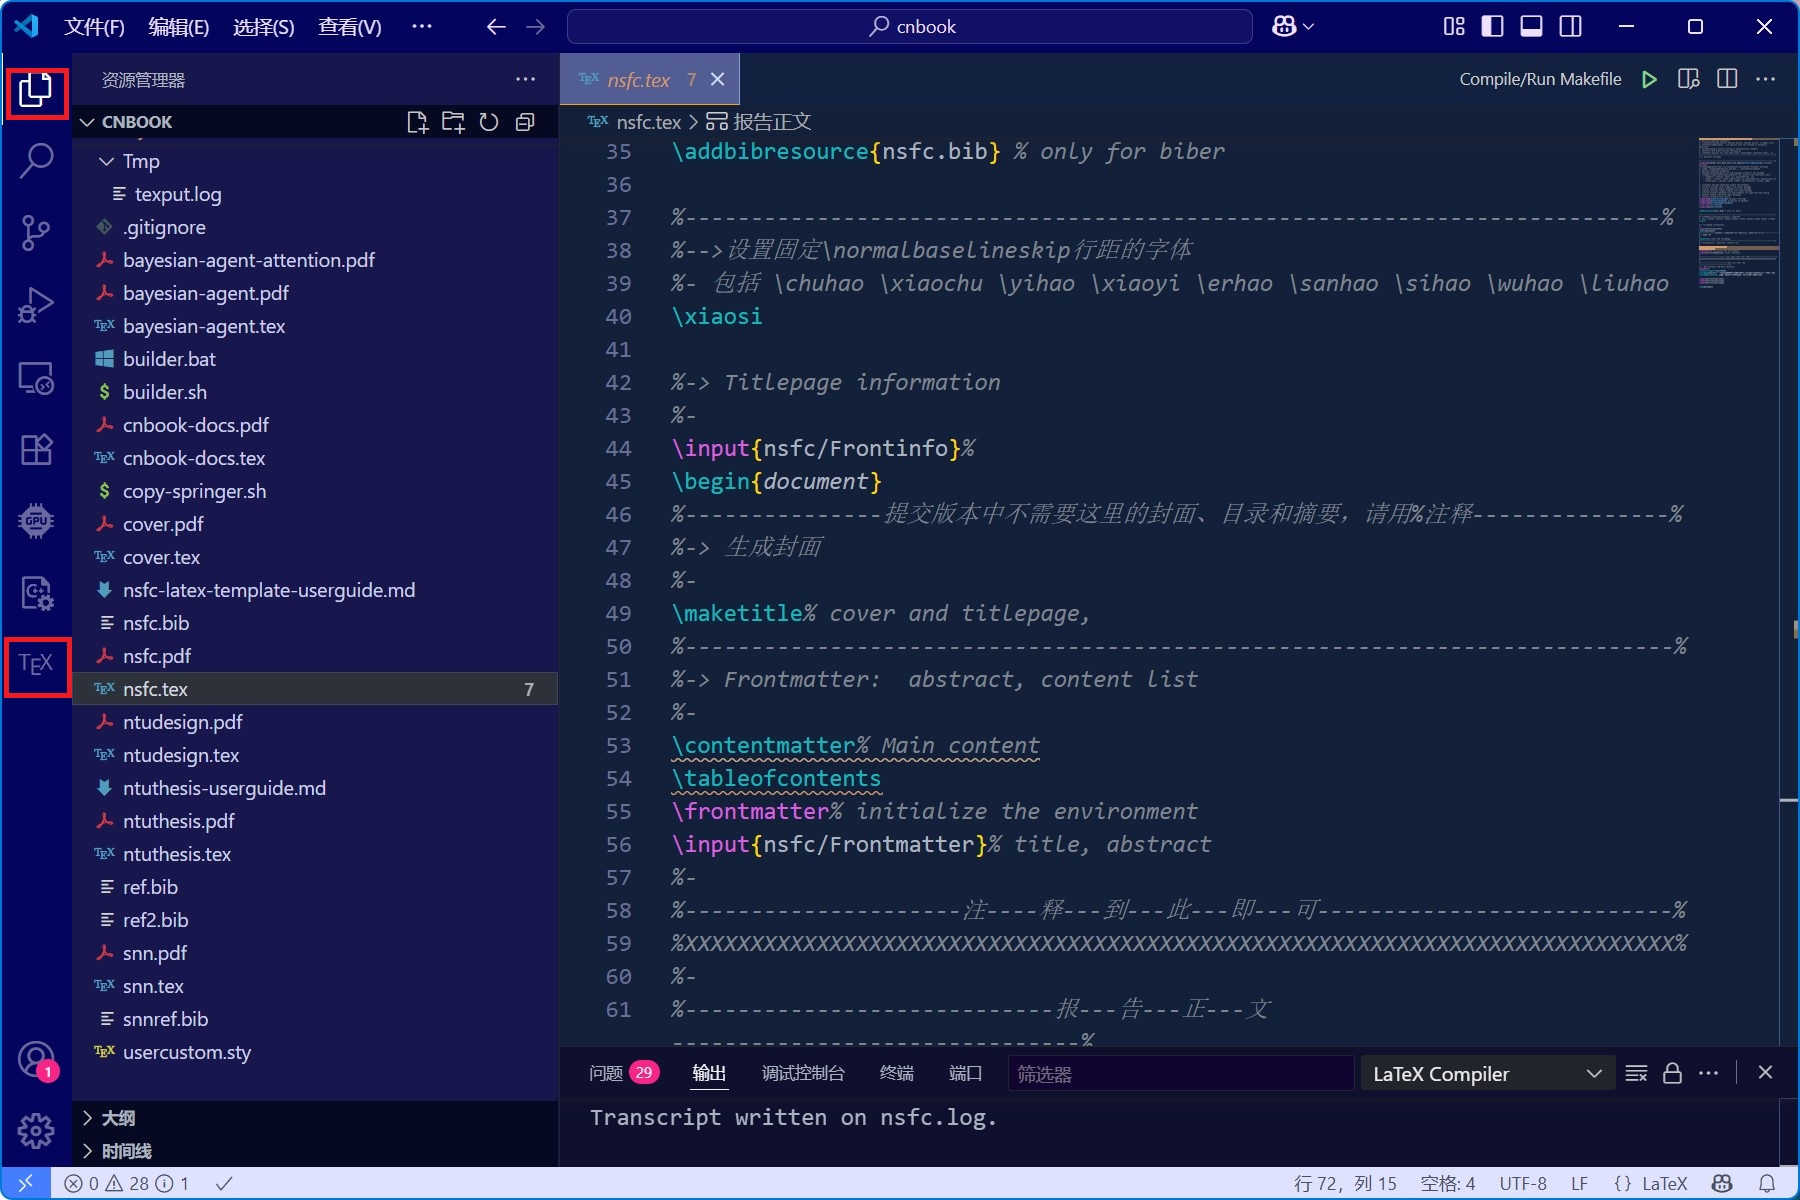 文件(F) 编辑(E) 选择(S) 查看(V) ··· cnbook
资源管理器 ···
nsfc.tex 7
Compile/Run Makefile
CNBOOK
nsfc.tex > 报告正文
Tmp
texput.log
.gitignore
bayesian-agent-attention.pdf
bayesian-agent.pdf
TEX bayesian-agent.tex
builder.bat
$ builder.sh
cnbook-docs.pdf
TEX cnbook-docs.tex
$ copy-springer.sh
GPU
cover.pdf
TEX cover.tex
nsfc-latex-template-userguide.md
C++
nsfc.bib
nsfc.pdf
TEX
TEX nsfc.tex 7
ntudesign.pdf
TEX ntudesign.tex
ntuthesis-userguide.md
ntuthesis.pdf
TEX ntuthesis.tex
ref.bib
ref2.bib
snn.pdf
TEX snn.tex
snnref.bib
TEX usercustom.sty
1
大纲
时间线
35 \addbibresource{nsfc.bib} % only for biber
36
37 %--------------------------------------------------------------------------%
38 %-->设置固定\normalbaselineskip行距的字体
39 %- 包括 \chuhao \xiaochu \yihao \xiaoyi \erhao \sanhao \sihao \wuhao \liuhao
40 \xiaosi
41
42 %-> Titlepage information
43 %-
44 \input{nsfc/Frontinfo}%
45 \begin{document}
46 %---------------提交版本中不需要这里的封面、目录和摘要，请用%注释---------------%
47 %-> 生成封面
48 %-
49 \maketitle% cover and titlepage,
50 %---------------------------------------------------------------------------%
51 %-> Frontmatter: abstract, content list
52 %-
53 \contentmatter% Main content
54 \tableofcontents
55 \frontmatter% initialize the environment
56 \input{nsfc/Frontmatter}% title, abstract
57 %-
58 %---------------------注----释---到---此---即---可---------------------------%
59 %XXXXXXXXXXXXXXXXXXXXXXXXXXXXXXXXXXXXXXXXXXXXXXXXXXXXXXXXXXXXXXXXXXXXXXXXXXX%
60 %-
61 %----------------------------报---告---正---文
-------------------------------%
问题 29 输出 调试控制台 终端 端口 筛选器 LaTeX Compiler ···
Transcript written on nsfc.log.
0 28 1 行 72，列 15 空格: 4 UTF-8 LF {} LaTeX